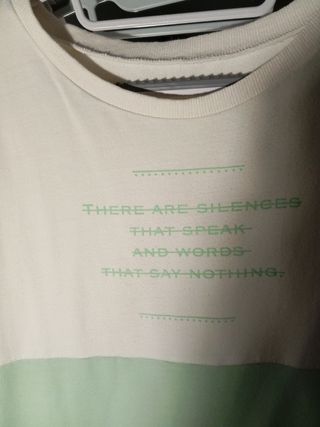 THERE ARE SILENCES
THAT SPEAK
AND WORDS
THAT SAY NOTHING.